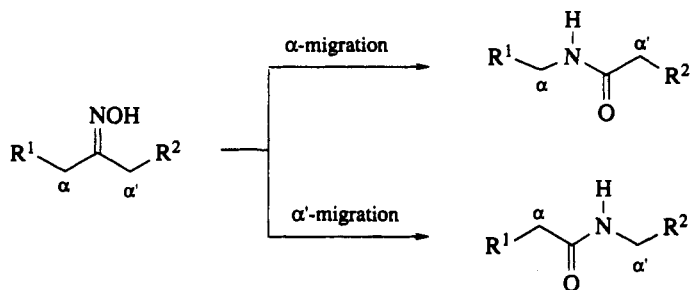 H
α-migration
R¹
N
α'
α
R²
O
NOH
R¹
R²
α
α'
H
α'-migration
α
N
R¹
R²
O
α'